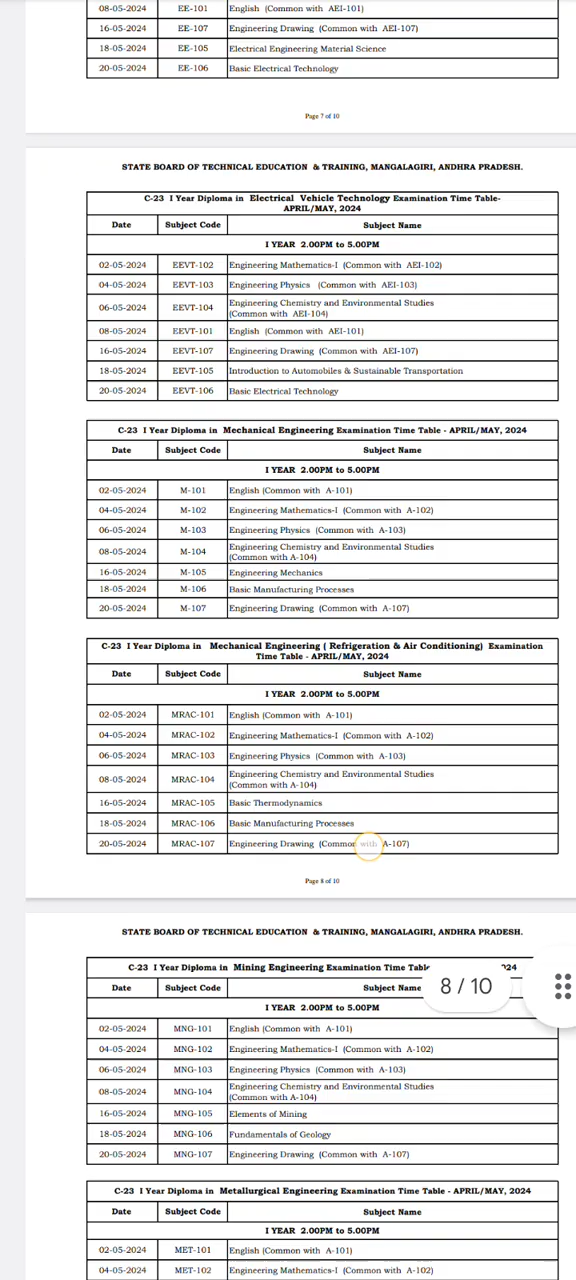 08-05-2024 EE-101 English (Common with AEI-101)
16-05-2024 EE-107 Engineering Drawing (Common with AEI-107)
18-05-2024 EE-105 Electrical Engineering Material Science
20-05-2024 EE-106 Basic Electrical Technology
Page 7 of 10
STATE BOARD OF TECHNICAL EDUCATION & TRAINING, MANGALAGIRI, ANDHRA PRADESH.
C-23 I Year Diploma in Electrical Vehicle Technology Examination Time Table-
APRIL/MAY, 2024
Date Subject Code Subject Name
I YEAR 2.00PM to 5.00PM
02-05-2024 EEVT-102 Engineering Mathematics-I (Common with AEI-102)
04-05-2024 EEVT-103 Engineering Physics (Common with AEI-103)
06-05-2024 EEVT-104 Engineering Chemistry and Environmental Studies
(Common with AEI-104)
08-05-2024 EEVT-101 English (Common with AEI-101)
16-05-2024 EEVT-107 Engineering Drawing (Common with AEI-107)
18-05-2024 EEVT-105 Introduction to Automobiles & Sustainable Transportation
20-05-2024 EEVT-106 Basic Electrical Technology
C-23 I Year Diploma in Mechanical Engineering Examination Time Table - APRIL/MAY, 2024
Date Subject Code Subject Name
I YEAR 2.00PM to 5.00PM
02-05-2024 M-101 English (Common with A-101)
04-05-2024 M-102 Engineering Mathematics-I (Common with A-102)
06-05-2024 M-103 Engineering Physics (Common with A-103)
08-05-2024 M-104 Engineering Chemistry and Environmental Studies
(Common with A-104)
16-05-2024 M-105 Engineering Mechanics
18-05-2024 M-106 Basic Manufacturing Processes
20-05-2024 M-107 Engineering Drawing (Common with A-107)
C-23 I Year Diploma in Mechanical Engineering ( Refrigeration & Air Conditioning) Examination
Time Table - APRIL/MAY, 2024
Date Subject Code Subject Name
I YEAR 2.00PM to 5.00PM
02-05-2024 MRAC-101 English (Common with A-101)
04-05-2024 MRAC-102 Engineering Mathematics-I (Common with A-102)
06-05-2024 MRAC-103 Engineering Physics (Common with A-103)
08-05-2024 MRAC-104 Engineering Chemistry and Environmental Studies
(Common with A-104)
16-05-2024 MRAC-105 Basic Thermodynamics
18-05-2024 MRAC-106 Basic Manufacturing Processes
20-05-2024 MRAC-107 Engineering Drawing (Common with A-107)
Page 8 of 10
STATE BOARD OF TECHNICAL EDUCATION & TRAINING, MANGALAGIRI, ANDHRA PRADESH.
C-23 I Year Diploma in Mining Engineering Examination Time
8 / 10
Date Subject Code Subject Name
I YEAR 2.00PM to 5.00PM
02-05-2024 MNG-101 English (Common with A-101)
04-05-2024 MNG-102 Engineering Mathematics-I (Common with A-102)
06-05-2024 MNG-103 Engineering Physics (Common with A-103)
08-05-2024 MNG-104 Engineering Chemistry and Environmental Studies
(Common with A-104)
16-05-2024 MNG-105 Elements of Mining
18-05-2024 MNG-106 Fundamentals of Geology
20-05-2024 MNG-107 Engineering Drawing (Common with A-107)
C-23 I Year Diploma in Metallurgical Engineering Examination Time Table - APRIL/MAY, 2024
Date Subject Code Subject Name
I YEAR 2.00PM to 5.00PM
02-05-2024 MET-101 English (Common with A-101)
04-05-2024 MET-102 Engineering Mathematics-I (Common with A-102)